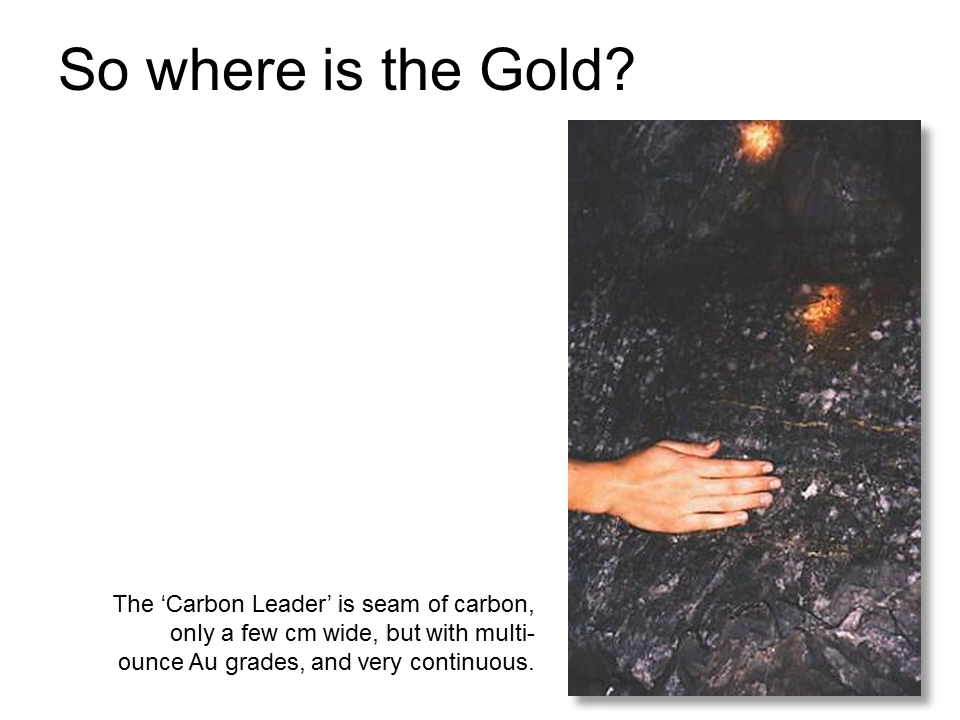 So where is the Gold?
The ‘Carbon Leader’ is seam of carbon,
only a few cm wide, but with multi-
ounce Au grades, and very continuous.